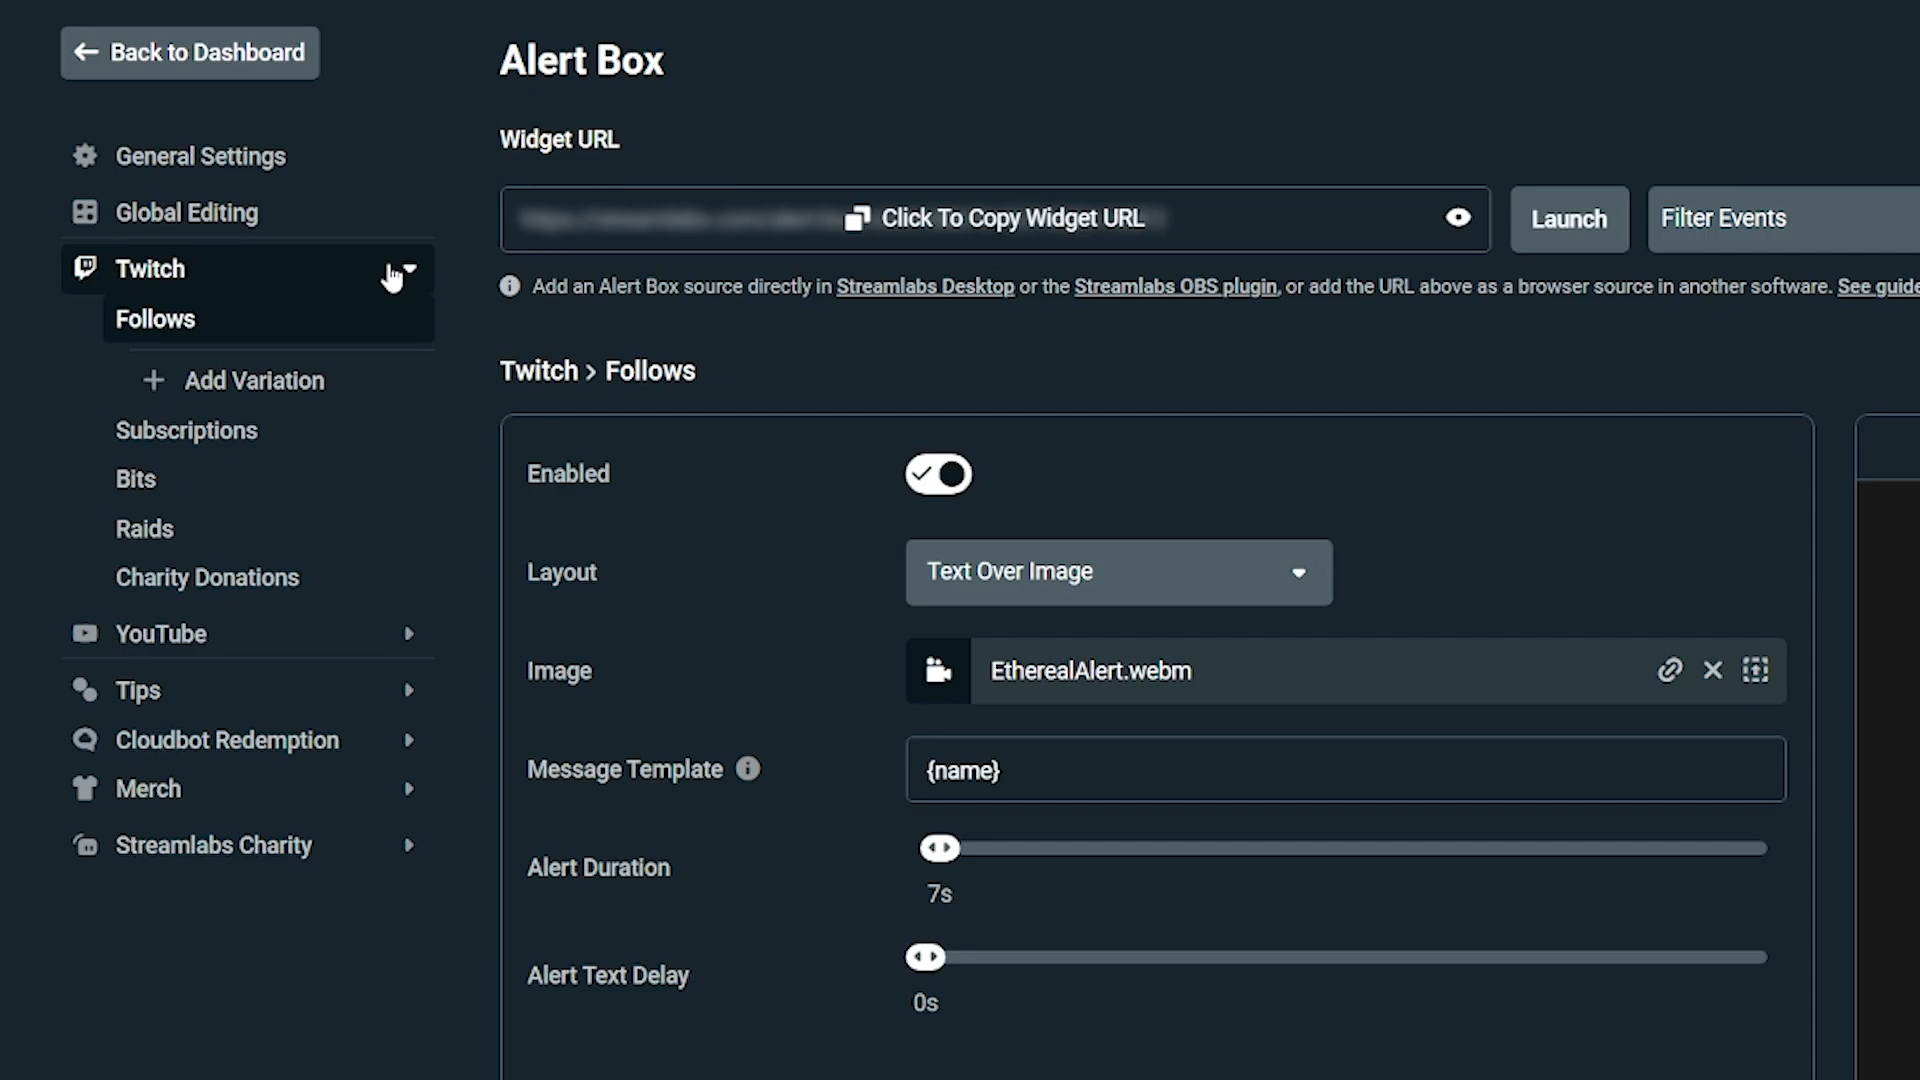 Back to Dashboard
Alert Box
Widget URL
General Settings
Global Editing
Click To Copy Widget URL
Launch
Filter Events
Twitch
Add an Alert Box source directly in Streamlabs Desktop or the Streamlabs OBS plugin, or add the URL above as a browser source in another software. See guide
Follows
Twitch > Follows
+ Add Variation
Subscriptions
Bits
Raids
Charity Donations
YouTube
Tips
Cloudbot Redemption
Merch
Streamlabs Charity
Enabled
Layout
Text Over Image
Image
EtherealAlert.webm
Message Template
{name}
Alert Duration
7s
Alert Text Delay
0s